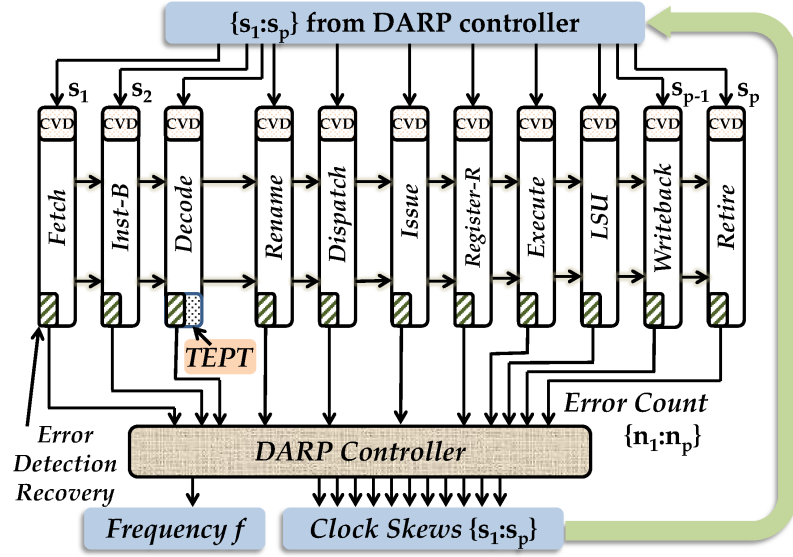 {s1:sp} from DARP controller
s1
s2
sp-1
sp
CVD
CVD
CVD
CVD
CVD
CVD
CVD
CVD
CVD
CVD
CVD
Fetch
Inst-B
Decode
Rename
Dispatch
Issue
Register-R
Execute
LSU
Writeback
Retire
TEPT
Error
Detection
Recovery
Error Count
{n1:np}
DARP Controller
Frequency f
Clock Skews {s1:sp}